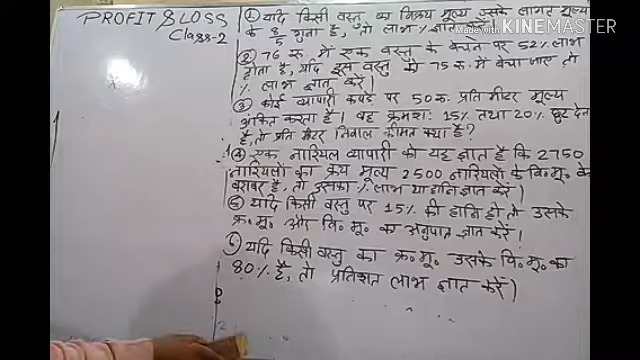 PROFIT & LOSS
Class-2
① यदि किसी वस्तु का विक्रय मूल्य उसके लागत मूल्य
के 8/5 गुना है, तो लाभ % ज्ञात करें।
② 76 रु. में एक वस्तु के बेचने पर 52% लाभ
होता है, यदि इस वस्तु को 75 रु. में बेचा जाए तो
% लाभ ज्ञात करें।
③ कोई व्यापारी कपड़े पर 50 रु. प्रति मीटर मूल्य
अंकित करता है। वह क्रमशः 15% तथा 20% छूट देता
है, तो प्रति मीटर कीमत क्या है?
④ एक नारियल व्यापारी को यह ज्ञात है कि 2750
नारियलों का क्रय मूल्य 2500 नारियलों के वि॰मू॰ के
बराबर है, तो उसका % लाभ या हानि ज्ञात करें।
⑤ यदि किसी वस्तु पर 15% की हानि हो तो उसके
क्र॰मू॰ और वि॰मू॰ का अनुपात ज्ञात करें।
6) यदि किसी वस्तु का क्र॰मू॰ उसके वि॰मू॰ का
80% है, तो प्रतिशत लाभ ज्ञात करें)
Made with
KINEMASTER